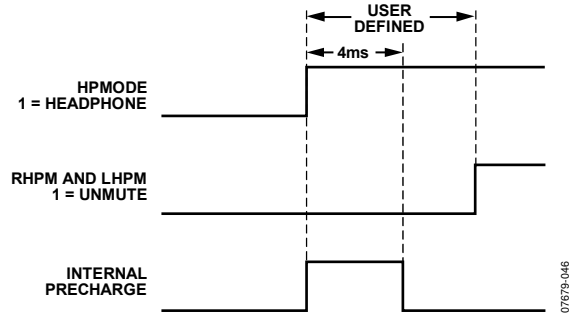 USER
DEFINED
4ms
HPMODE
1 = HEADPHONE
RHPM AND LHPM
1 = UNMUTE
INTERNAL
PRECHARGE
07679-046